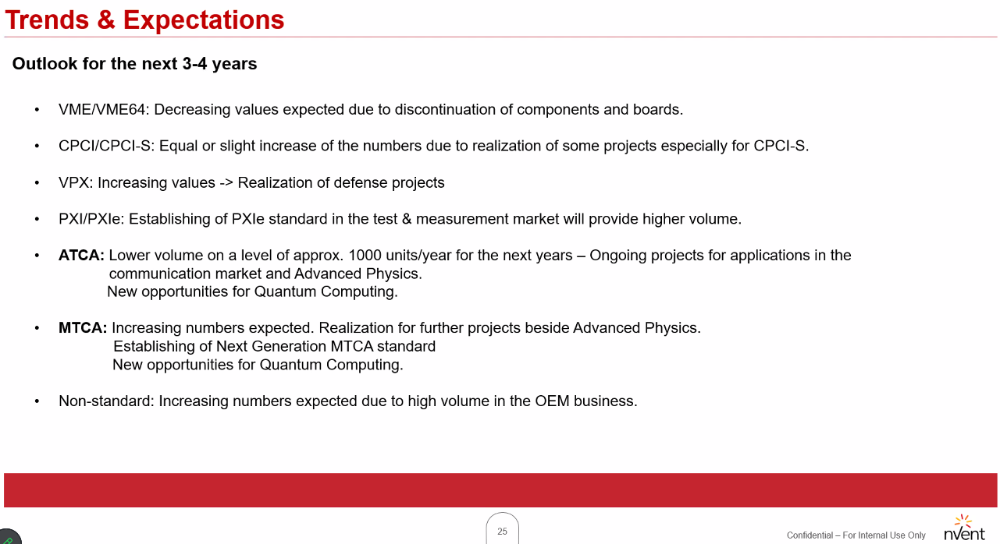 Trends & Expectations
Outlook for the next 3-4 years
• VME/VME64: Decreasing values expected due to discontinuation of components and boards.
• CPCI/CPCI-S: Equal or slight increase of the numbers due to realization of some projects especially for CPCI-S.
• VPX: Increasing values -> Realization of defense projects
• PXI/PXIe: Establishing of PXIe standard in the test & measurement market will provide higher volume.
• ATCA: Lower volume on a level of approx. 1000 units/year for the next years – Ongoing projects for applications in the
communication market and Advanced Physics.
New opportunities for Quantum Computing.
• MTCA: Increasing numbers expected. Realization for further projects beside Advanced Physics.
Establishing of Next Generation MTCA standard
New opportunities for Quantum Computing.
• Non-standard: Increasing numbers expected due to high volume in the OEM business.
25
Confidential – For Internal Use Only
nvent